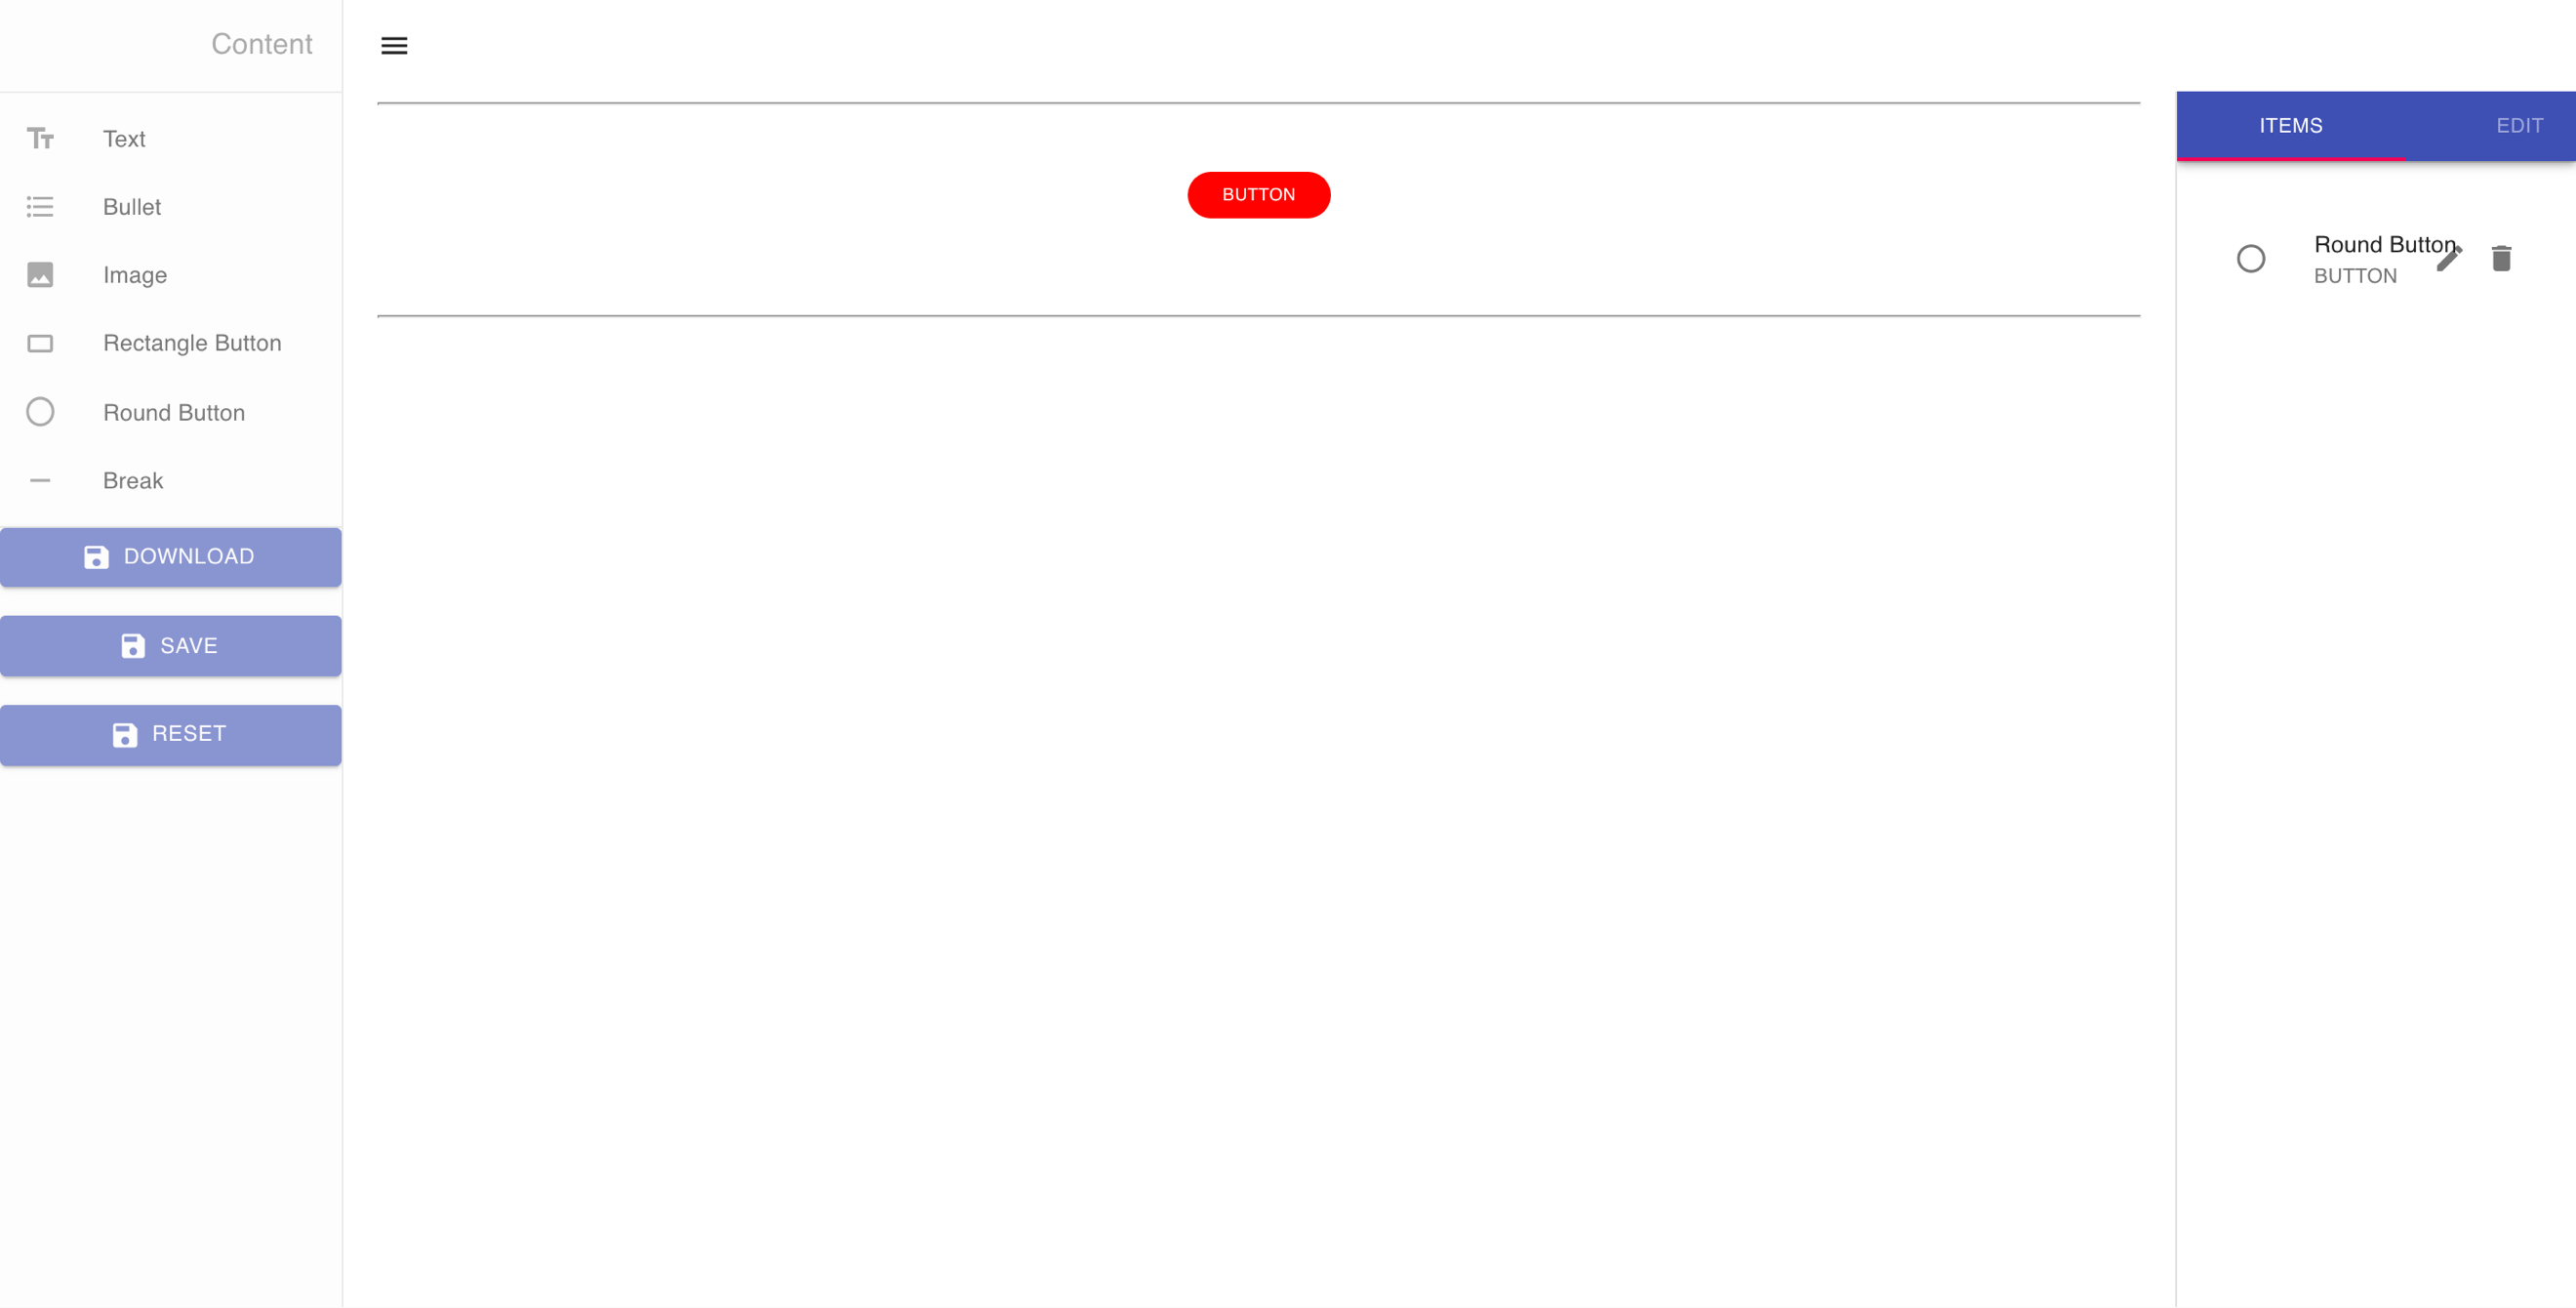 Content
Text
Bullet
Image
Rectangle Button
Round Button
Break
DOWNLOAD
SAVE
RESET
BUTTON
ITEMS EDIT
Round Button
BUTTON